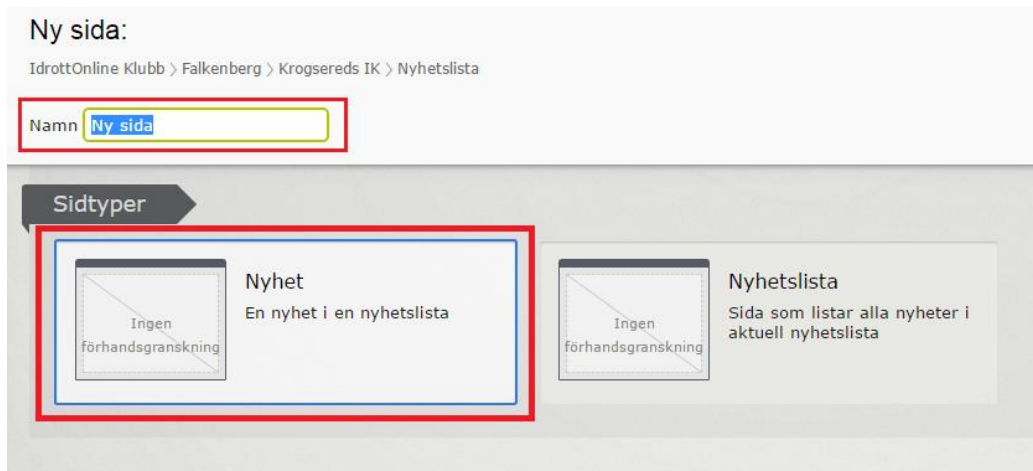 Ny sida:
IdrottOnline Klubb › Falkenberg › Krogsereds IK › Nyhetslista
Namn Ny sida
Sidtyper
Nyhet
En nyhet i en nyhetslista
Ingen
förhandsgranskning
Nyhetslista
Sida som listar alla nyheter i
aktuell nyhetslista
Ingen
förhandsgranskning